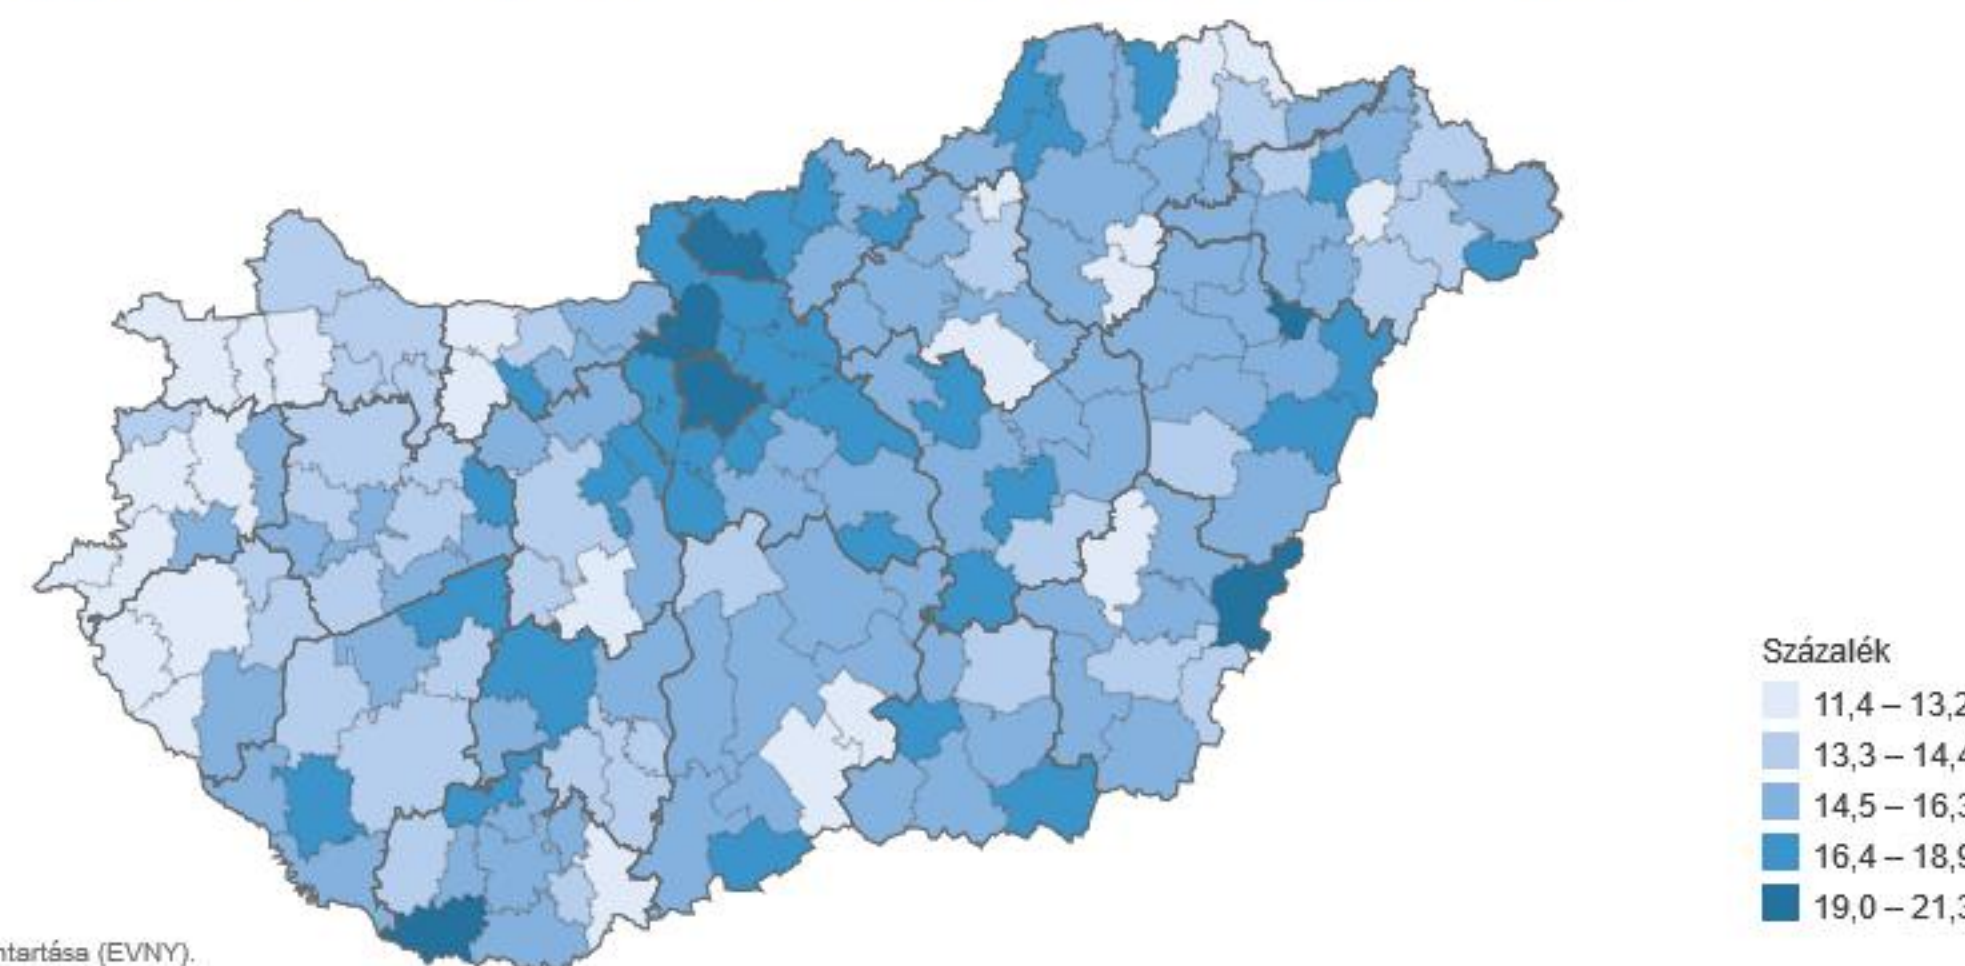 Százalék
11,4 – 13,2
13,3 – 14,4
14,5 – 16,3
16,4 – 18,9
19,0 – 21,3
ntartása (EVNY).